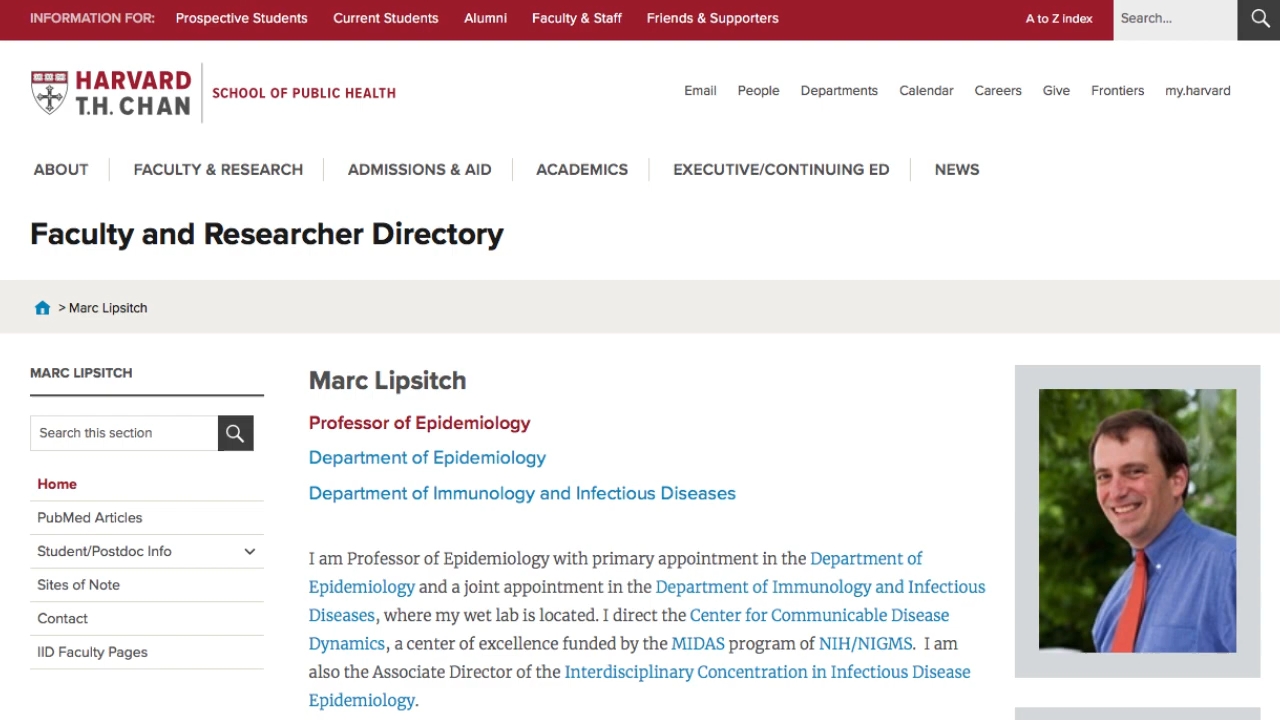 INFORMATION FOR: Prospective Students Current Students Alumni Faculty & Staff Friends & Supporters A to Z index Search...
HARVARD
T.H. CHAN
SCHOOL OF PUBLIC HEALTH
Email People Departments Calendar Careers Give Frontiers my.harvard
ABOUT FACULTY & RESEARCH ADMISSIONS & AID ACADEMICS EXECUTIVE/CONTINUING ED NEWS
Faculty and Researcher Directory
> Marc Lipsitch
MARC LIPSITCH
Search this section
Home
PubMed Articles
Student/Postdoc Info
Sites of Note
Contact
IID Faculty Pages
Marc Lipsitch
Professor of Epidemiology
Department of Epidemiology
Department of Immunology and Infectious Diseases
I am Professor of Epidemiology with primary appointment in the Department of
Epidemiology and a joint appointment in the Department of Immunology and Infectious
Diseases, where my wet lab is located. I direct the Center for Communicable Disease
Dynamics, a center of excellence funded by the MIDAS program of NIH/NIGMS. I am
also the Associate Director of the Interdisciplinary Concentration in Infectious Disease
Epidemiology.